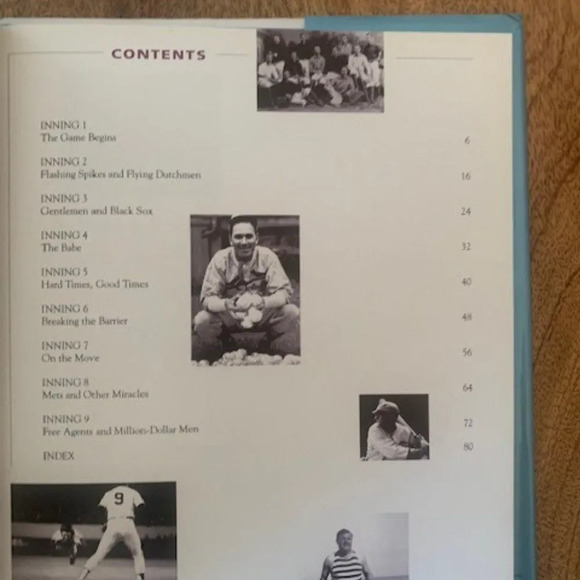 CONTENTS
INNING 1
The Game Begins 6
INNING 2
Flashing Spikes and Flying Dutchmen 16
INNING 3
Gentlemen and Black Sox 24
INNING 4
The Babe 32
INNING 5
Hard Times, Good Times 40
INNING 6
Breaking the Barrier 48
INNING 7
On the Move 56
INNING 8
Mets and Other Miracles 64
INNING 9
Free Agents and Million-Dollar Men 72
INDEX 80
9